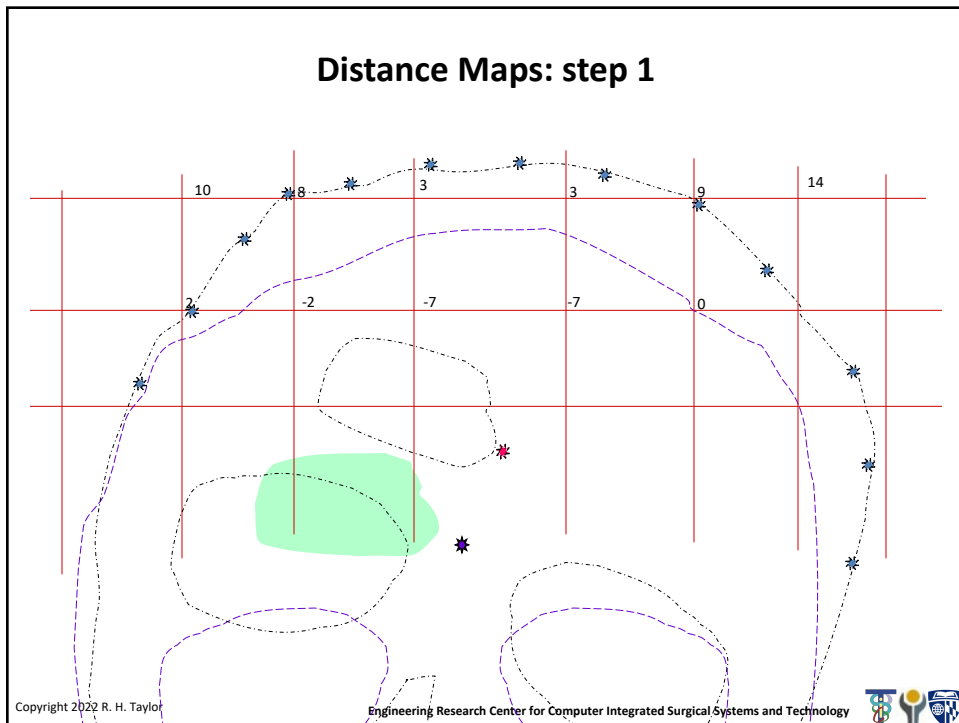 Distance Maps: step 1
10 8 3 3 9 14
2 -2 -7 -7 0
Copyright 2022 R. H. Taylor
Engineering Research Center for Computer Integrated Surgical Systems and Technology